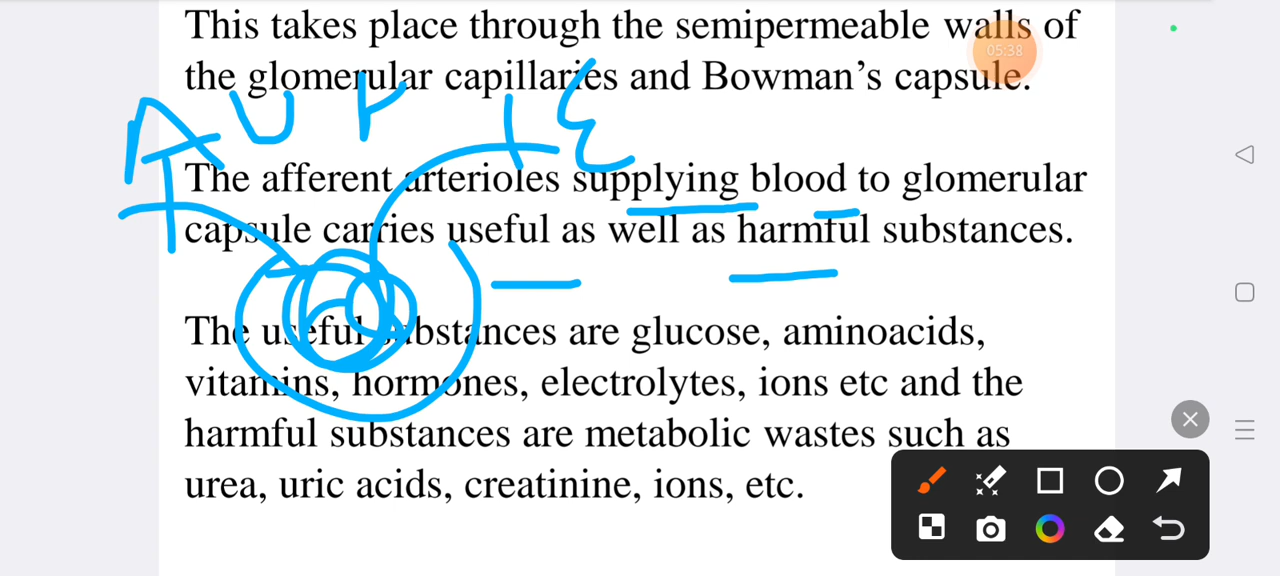 This takes place through the semipermeable walls of
05:38
the glomerular capillaries and Bowman's capsule.
A U P E
The afferent arterioles supplying blood to glomerular
capsule carries useful as well as harmful substances.
The useful substances are glucose, aminoacids,
vitamins, hormones, electrolytes, ions etc and the
harmful substances are metabolic wastes such as
urea, uric acids, creatinine, ions, etc.